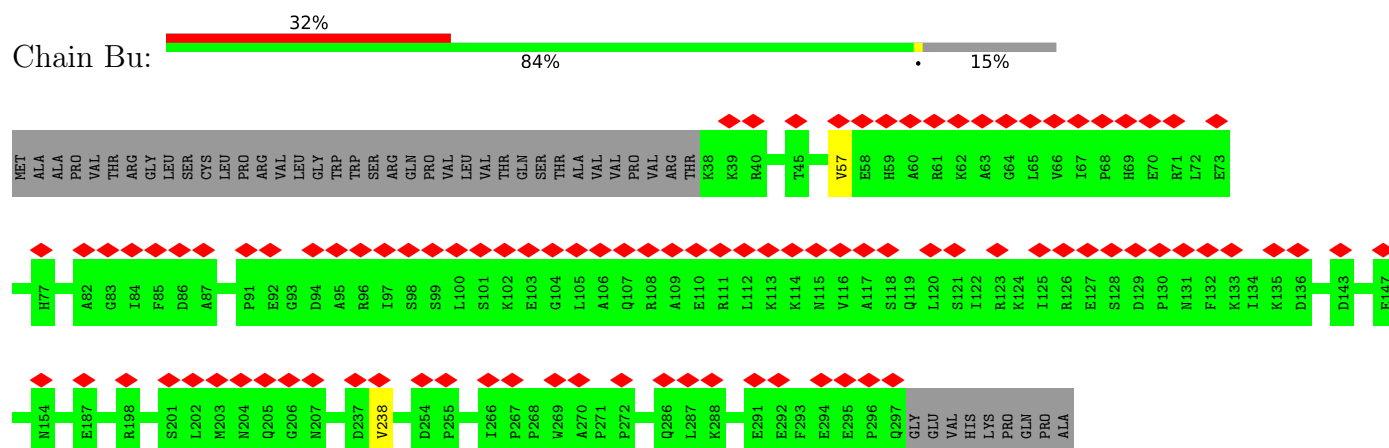 32%
Chain Bu:
84%
15%
MET ALA ALA PRO VAL THR ARG GLY LEU SER CYS LEU PRO ARG VAL LEU GLY TRP TRP SER ARG GLN PRO VAL LEU VAL THR GLN SER THR ALA VAL VAL PRO VAL ARG THR K38 K39 R40 T45 V57 E58 H59 A60 R61 K62 A63 G64 L65 V66 I67 P68 H69 E70 R71 L72 E73
H77 A82 G83 I84 F85 D86 A87 P91 E92 G93 D94 A95 R96 I97 S98 S99 L100 S101 K102 E103 G104 L105 A106 Q107 R108 A109 E110 R111 L112 K113 K114 N115 V116 A117 S118 Q119 L120 S121 I122 R123 K124 I125 R126 E127 S128 D129 P130 N131 F132 K133 I134 K135 D136 D143
N154 E187 R198 S201 L202 M203 N204 Q205 G206 N207 D237 V238 D254 P255 I266 P267 P268 W269 A270 P271 P272 Q286 L287 K288 E291 E292 F293 E294 E295 P296 Q297 GLY GLU VAL HIS LYS PRO PRO GLN PRO ALA